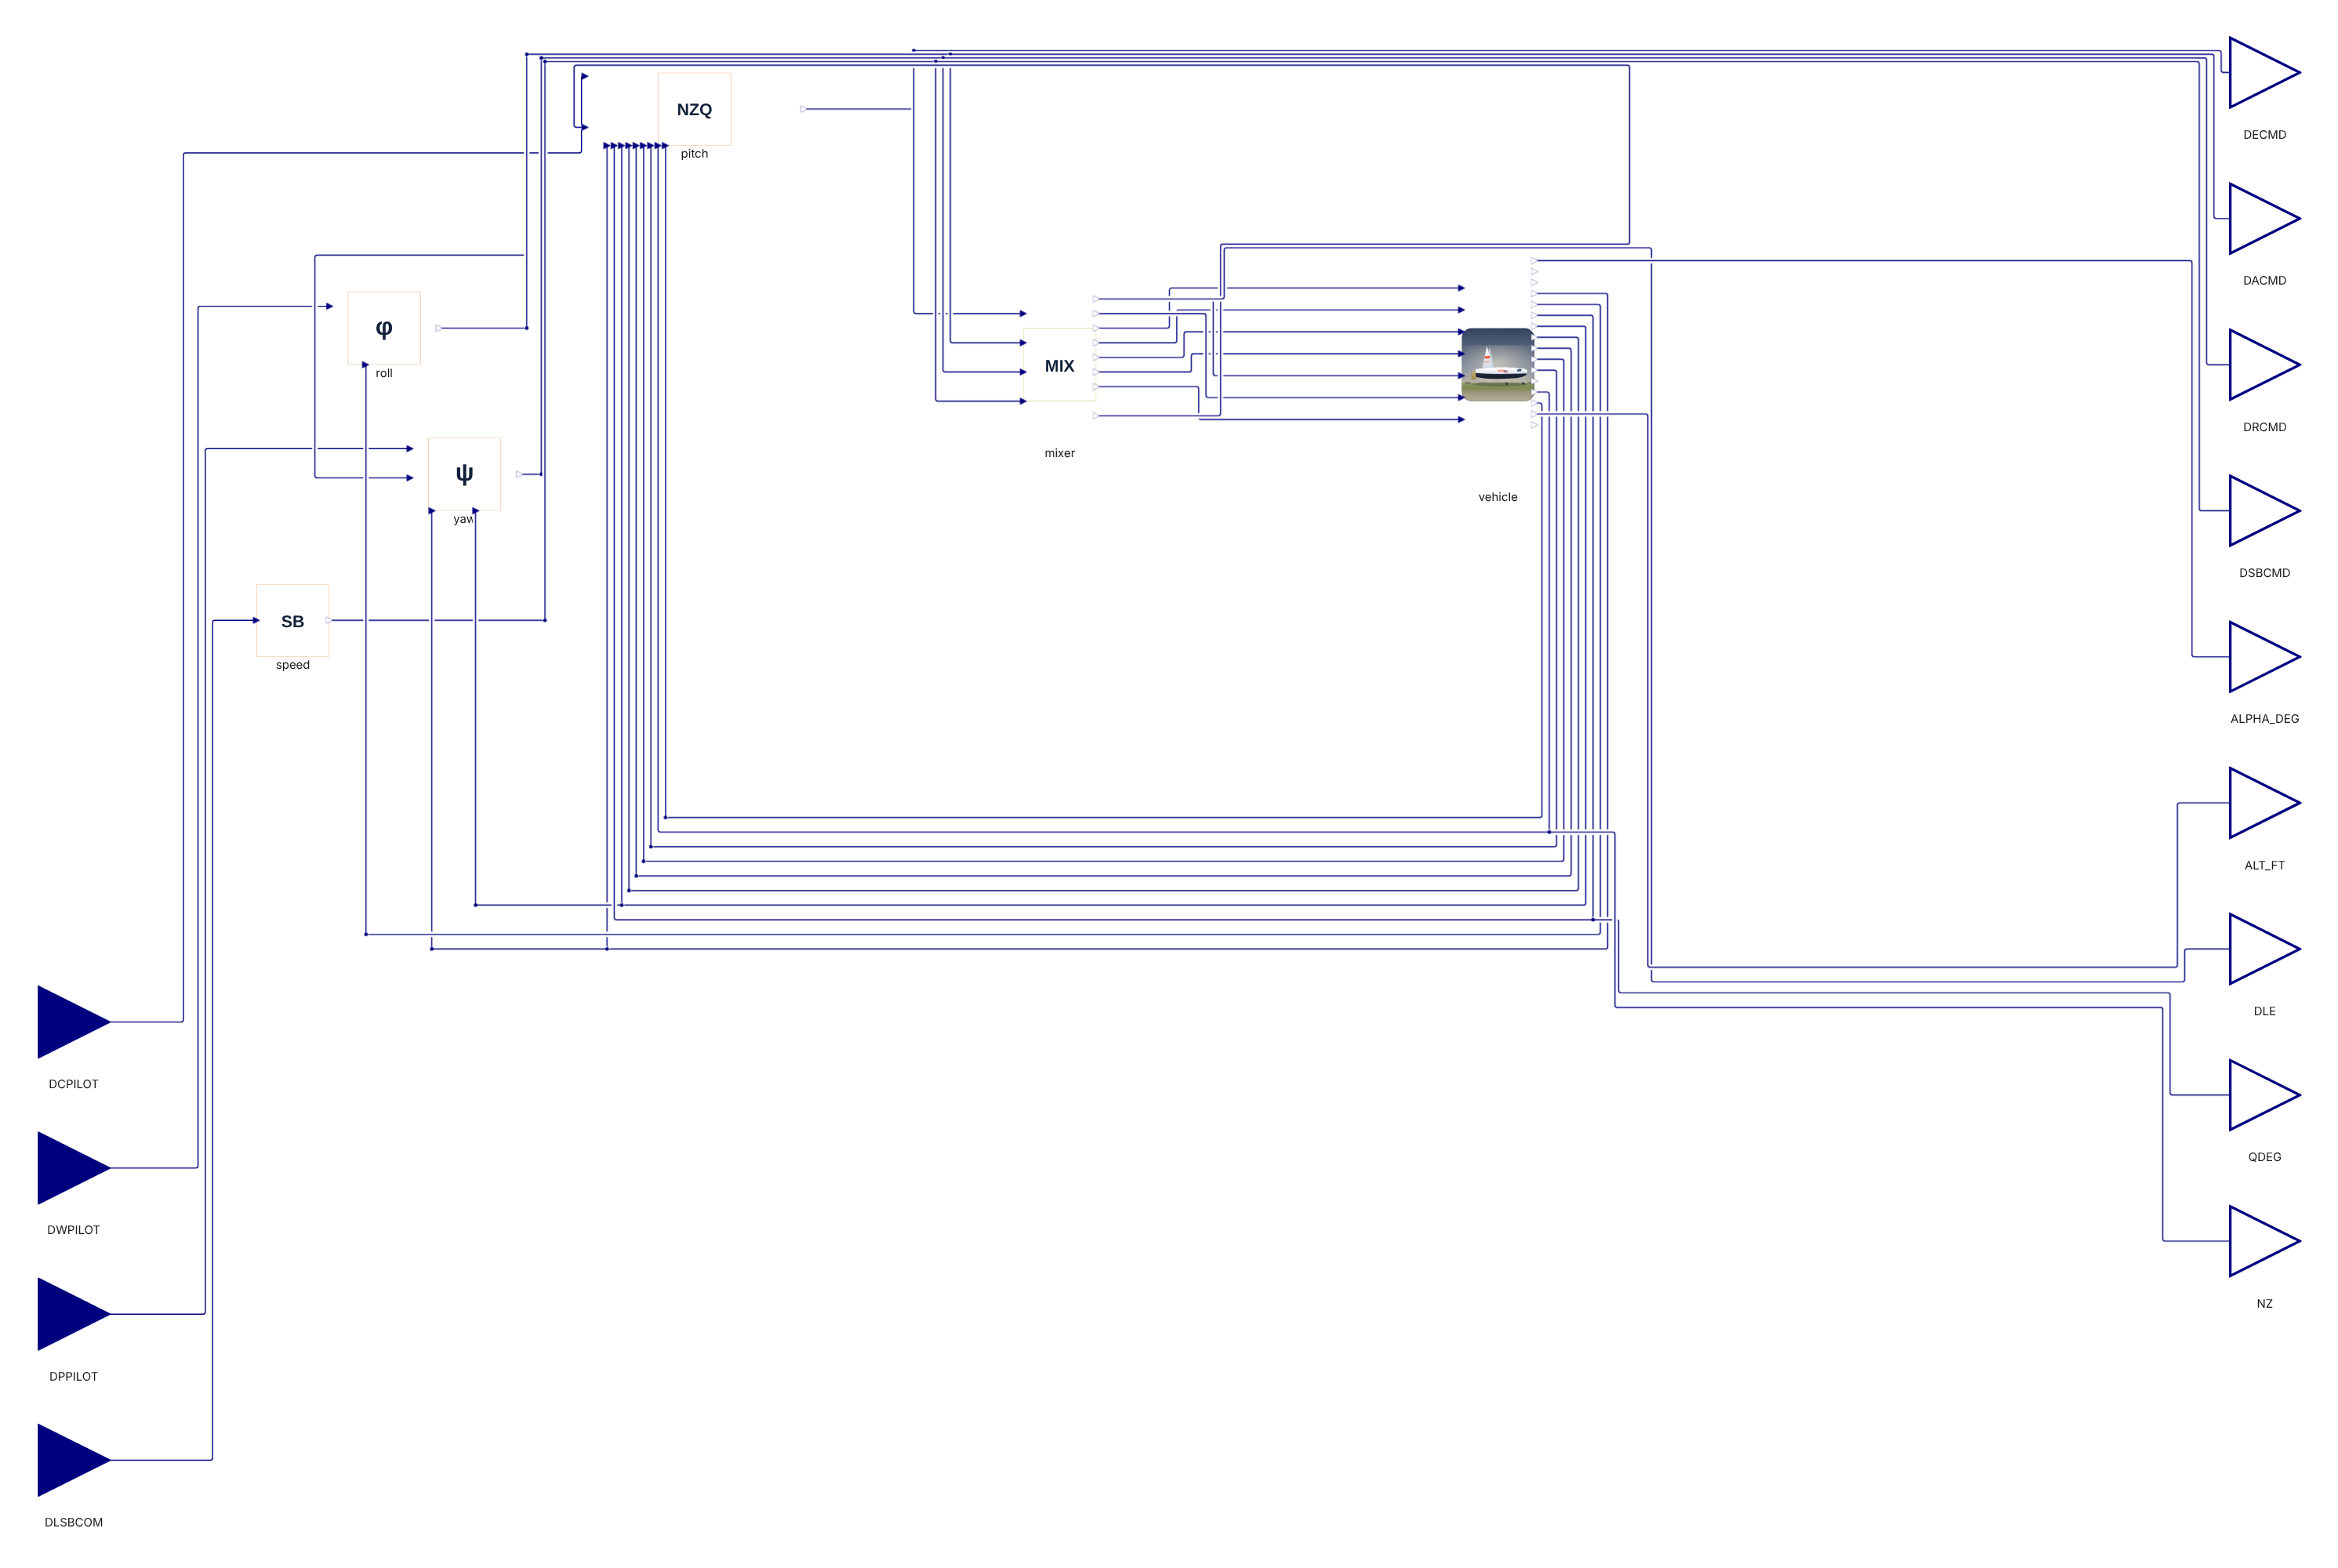 NZQ
pitch
φ
roll
ψ
yaw
SB
speed
MIX
mixer
vehicle
DCPILOT
DWPILOT
DPPILOT
DLSBCOM
DECMD
DACMD
DRCMD
DSBCMD
ALPHA_DEG
ALT_FT
DLE
QDEG
NZ